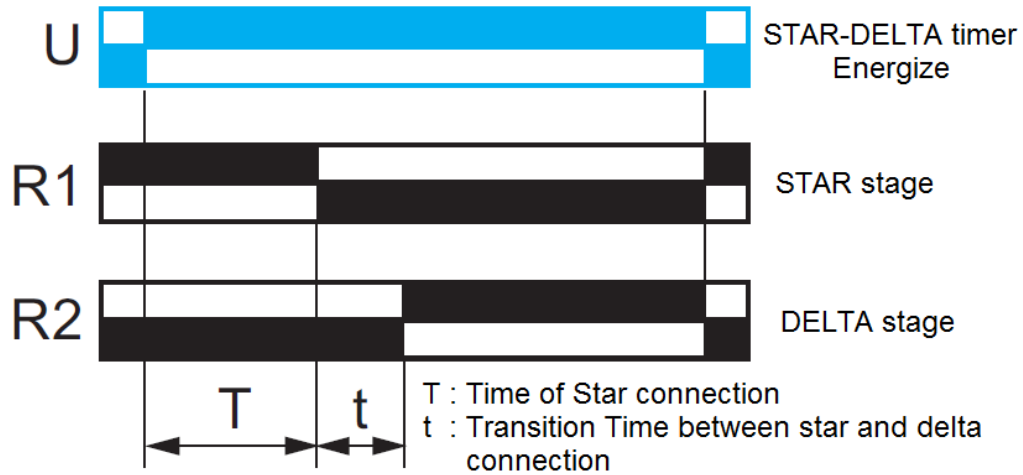 U
STAR-DELTA timer
Energize
R1
STAR stage
R2
DELTA stage
T
t
T : Time of Star connection
t : Transition Time between star and delta
connection